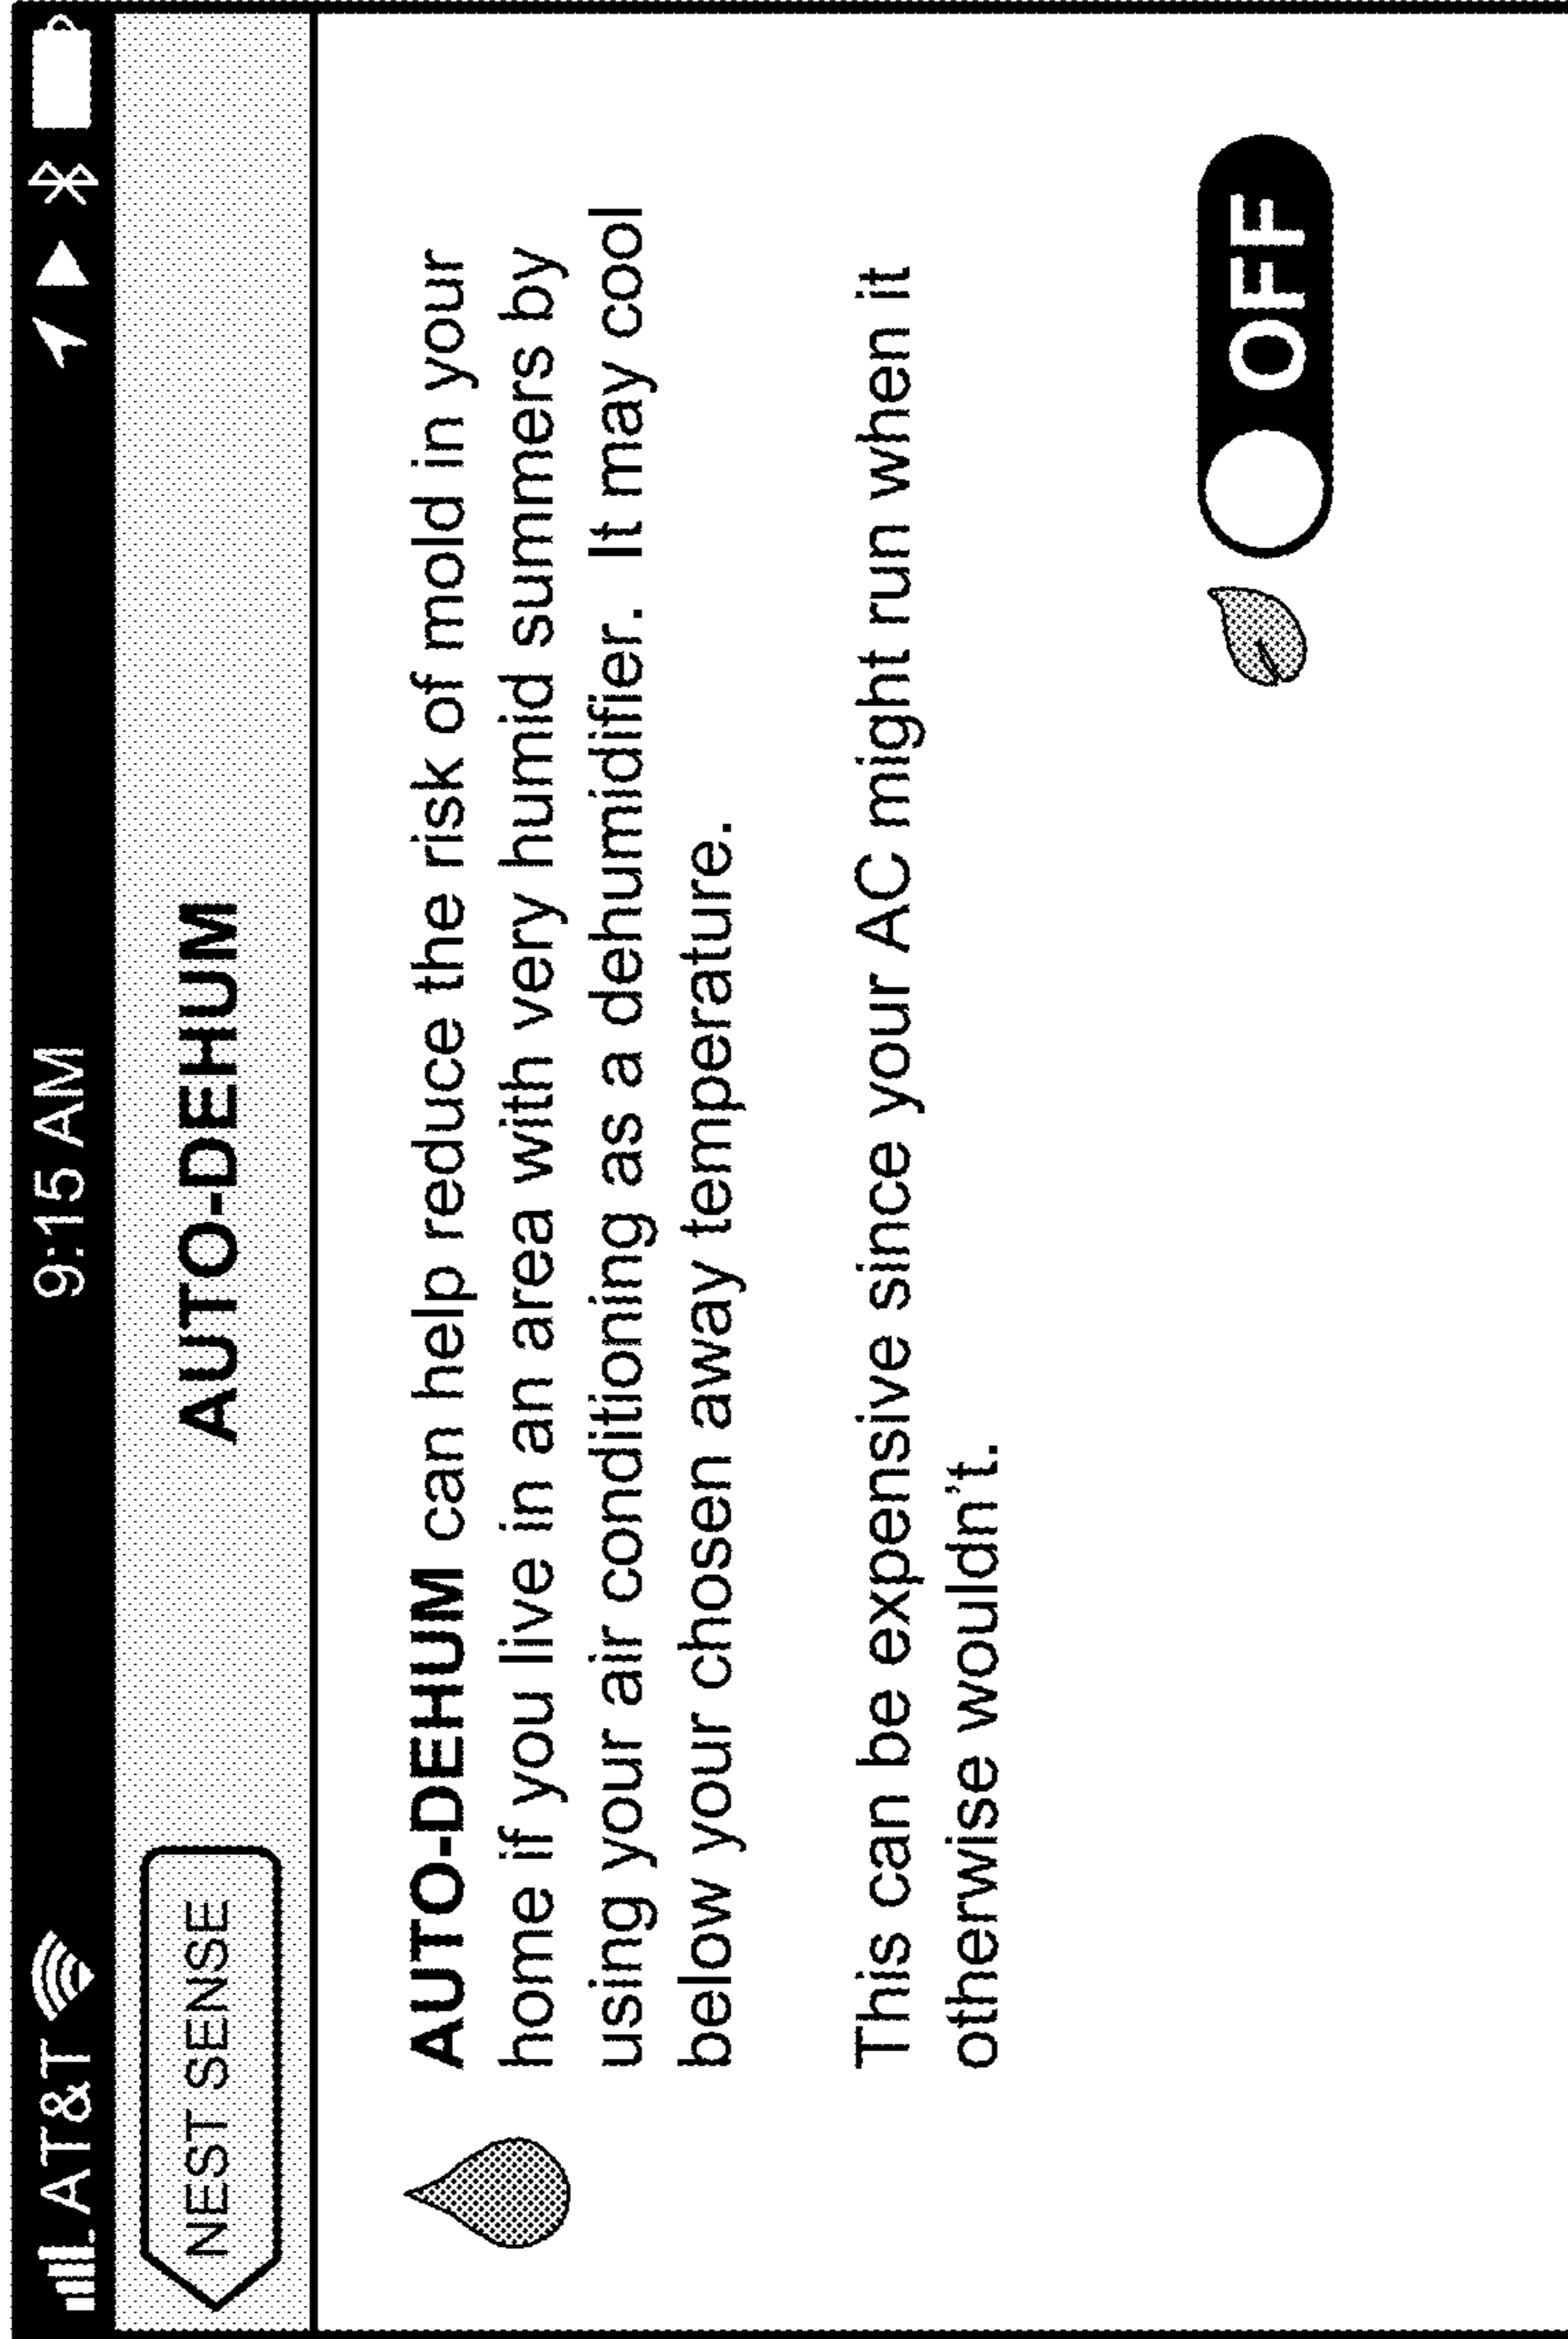 AT&T 9:15 AM
NEST SENSE AUTO-DEHUM
AUTO-DEHUM can help reduce the risk of mold in your
home if you live in an area with very humid summers by
using your air conditioning as a dehumidifier. It may cool
below your chosen away temperature.
This can be expensive since your AC might run when it
otherwise wouldn't.
OFF